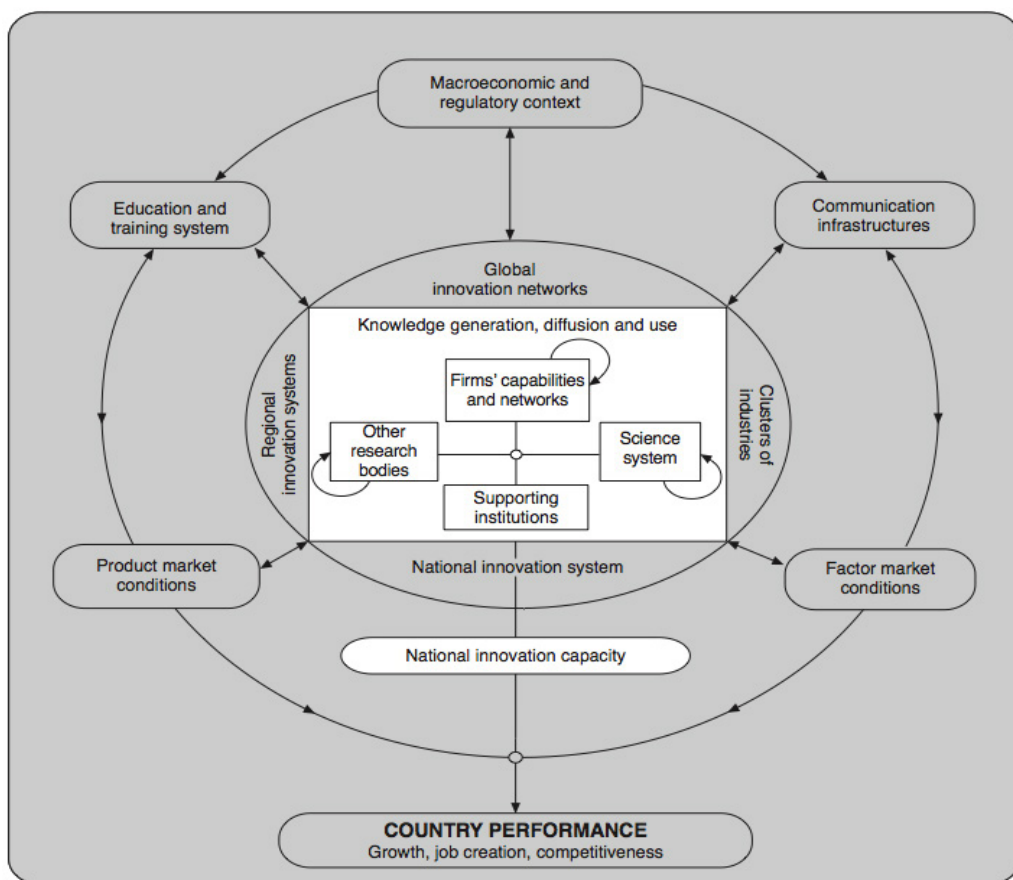 Macroeconomic and
regulatory context
Education and
training system
Communication
infrastructures
Global
innovation networks
Knowledge generation, diffusion and use
Regional
innovation systems
Clusters of
industries
Firms' capabilities
and networks
Other
research
bodies
Science
system
Supporting
institutions
Product market
conditions
National innovation system
Factor market
conditions
National innovation capacity
COUNTRY PERFORMANCE
Growth, job creation, competitiveness